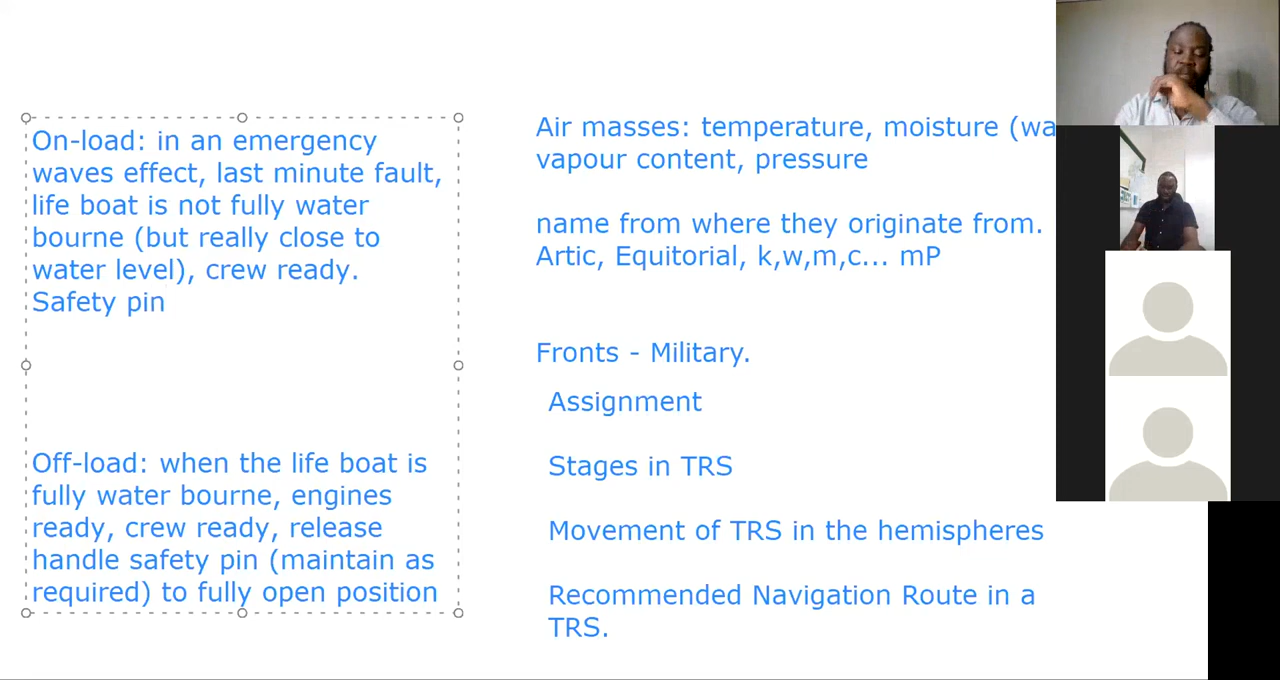 On-load: in an emergency
waves effect, last minute fault,
life boat is not fully water
bourne (but really close to
water level), crew ready.
Safety pin
Off-load: when the life boat is
fully water bourne, engines
ready, crew ready, release
handle safety pin (maintain as
required) to fully open position
Air masses: temperature, moisture (wa
vapour content, pressure
name from where they originate from.
Artic, Equitorial, k,w,m,c... mP
Fronts - Military.
Assignment
Stages in TRS
Movement of TRS in the hemispheres
Recommended Navigation Route in a
TRS.